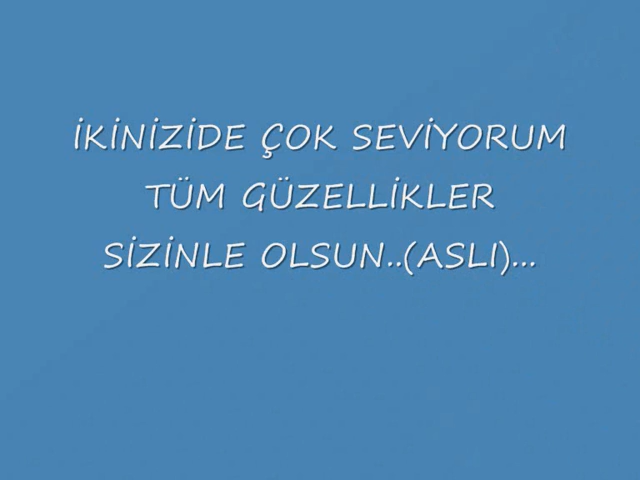 İKİNİZİDE ÇOK SEVİYORUM
TÜM GÜZELLİKLER
SİZİNLE OLSUN..(ASLI)...